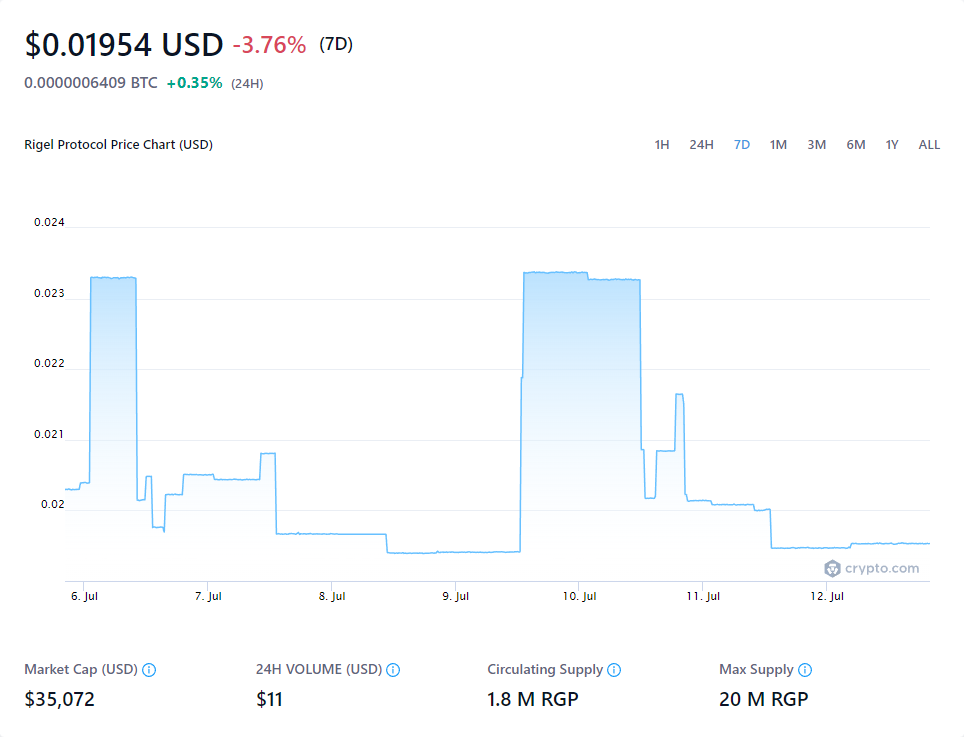 $0.01954 USD -3.76% (7D)
0.0000006409 BTC +0.35% (24H)
Rigel Protocol Price Chart (USD) 1H 24H 7D 1M 3M 6M 1Y ALL
0.024
0.023
0.022
0.021
0.02
crypto.com
6. Jul 7. Jul 8. Jul 9. Jul 10. Jul 11. Jul 12. Jul
Market Cap (USD) 24H VOLUME (USD) Circulating Supply Max Supply
$35,072 $11 1.8 M RGP 20 M RGP